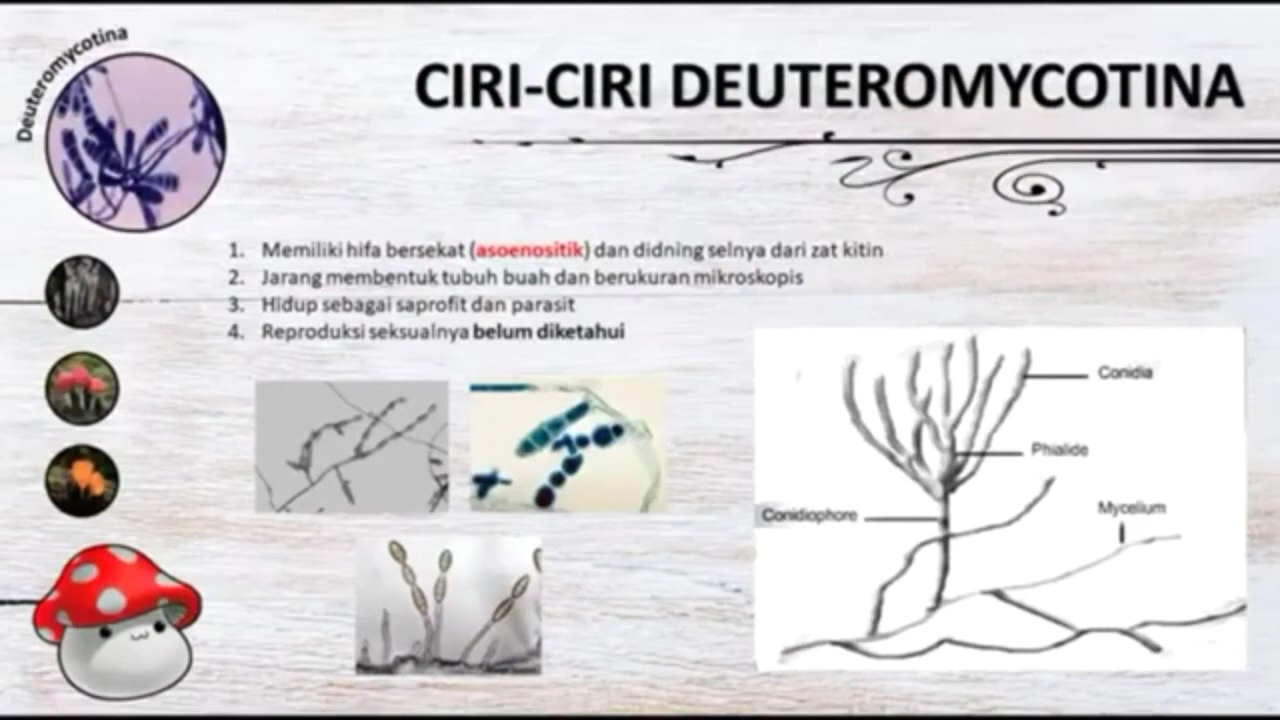 Deuteromycotina
CIRI-CIRI DEUTEROMYCOTINA
1. Memiliki hifa bersekat (asoenositik) dan didning selnya dari zat kitin
2. Jarang membentuk tubuh buah dan berukuran mikroskopis
3. Hidup sebagai saprofit dan parasit
4. Reproduksi seksualnya belum diketahui
Conidia
Phialide
Conidiophore
Mycelium